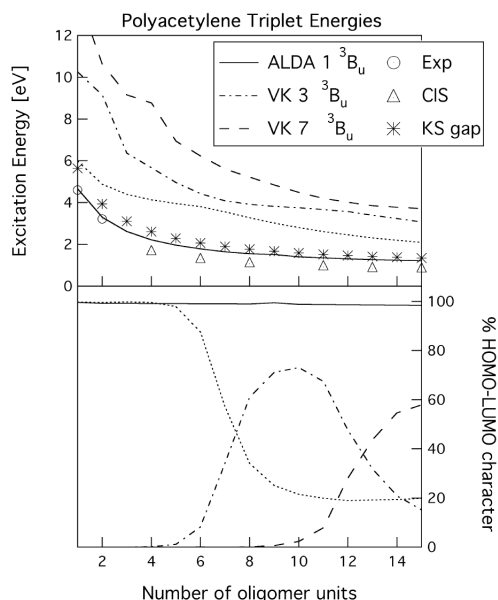 Polyacetylene Triplet Energies
Excitation Energy [eV]
12
10
8
6
4
2
0
ALDA 1 ³Bu
VK 3 ³Bu
VK 7 ³Bu
Exp
CIS
KS gap
100
80
60
40
20
0
% HOMO-LUMO character
2 4 6 8 10 12 14
Number of oligomer units